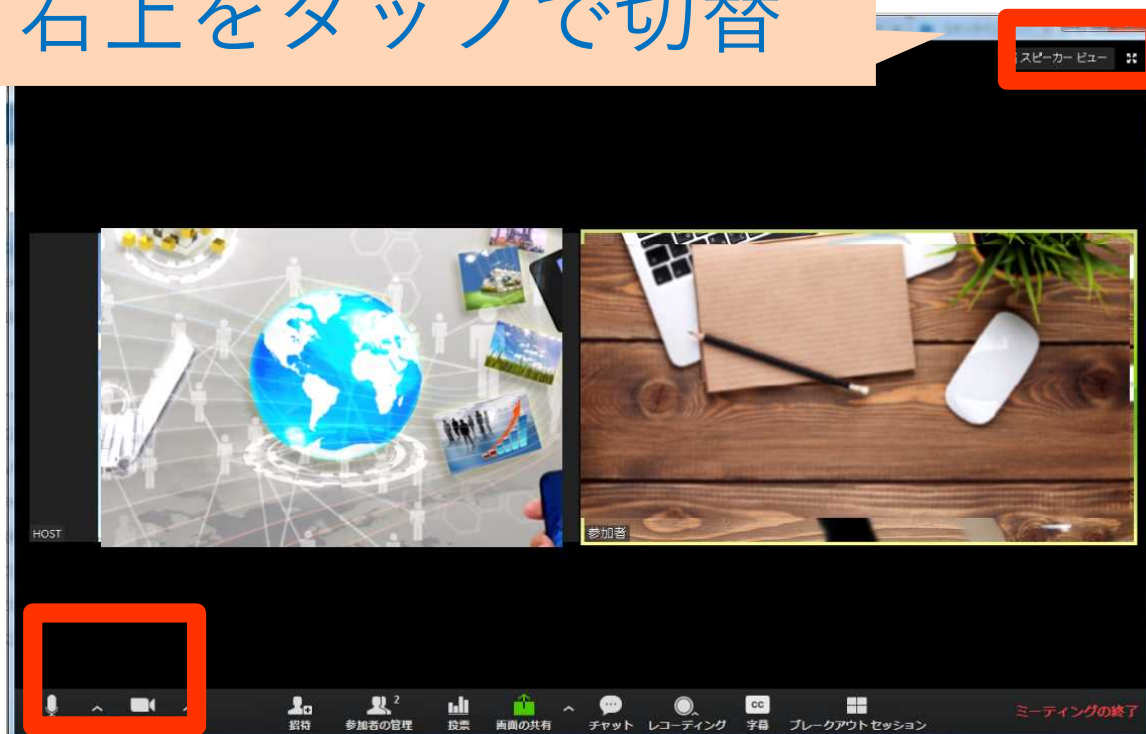 右上をタップで切替
スピーカー ビュー
HOST
参加者
2
招待
参加者の管理
投票
画面の共有
チャット
レコーディング
CC
字幕
ブレークアウト セッション
ミーティングの終了